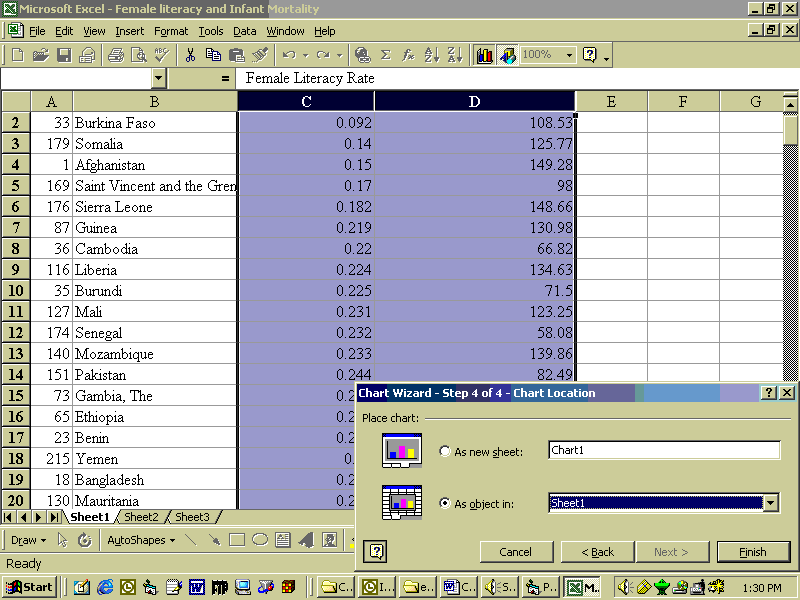 Microsoft Excel - Female literacy and Infant Mortality
File Edit View Insert Format Tools Data Window Help
100%
= Female Literacy Rate
A B C D E F G
2 33 Burkina Faso 0.092 108.53
3 179 Somalia 0.14 125.77
4 1 Afghanistan 0.15 149.28
5 169 Saint Vincent and the Gren 0.17 98
6 176 Sierra Leone 0.182 148.66
7 87 Guinea 0.219 130.98
8 36 Cambodia 0.22 66.82
9 116 Liberia 0.224 134.63
10 35 Burundi 0.225 71.5
11 127 Mali 0.231 123.25
12 174 Senegal 0.232 58.08
13 140 Mozambique 0.233 139.86
14 151 Pakistan 0.244 82.49
15 73 Gambia, The 0.2
16 65 Ethiopia 0.2
17 23 Benin 0.2
18 215 Yemen 0.
19 18 Bangladesh 0.2
20 130 Mauritania 0.2
Chart Wizard - Step 4 of 4 - Chart Location
Place chart:
As new sheet: Chart1
As object in: Sheet1
Cancel < Back Next > Finish
Sheet1 Sheet2 Sheet3
Draw AutoShapes
Ready
Start C... I... e... C... S... P... M.. 1:30 PM